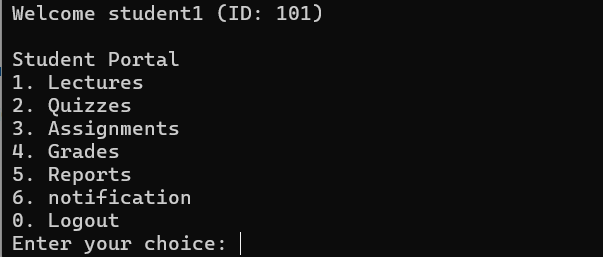 Welcome student1 (ID: 101)
Student Portal
1. Lectures
2. Quizzes
3. Assignments
4. Grades
5. Reports
6. notification
0. Logout
Enter your choice: